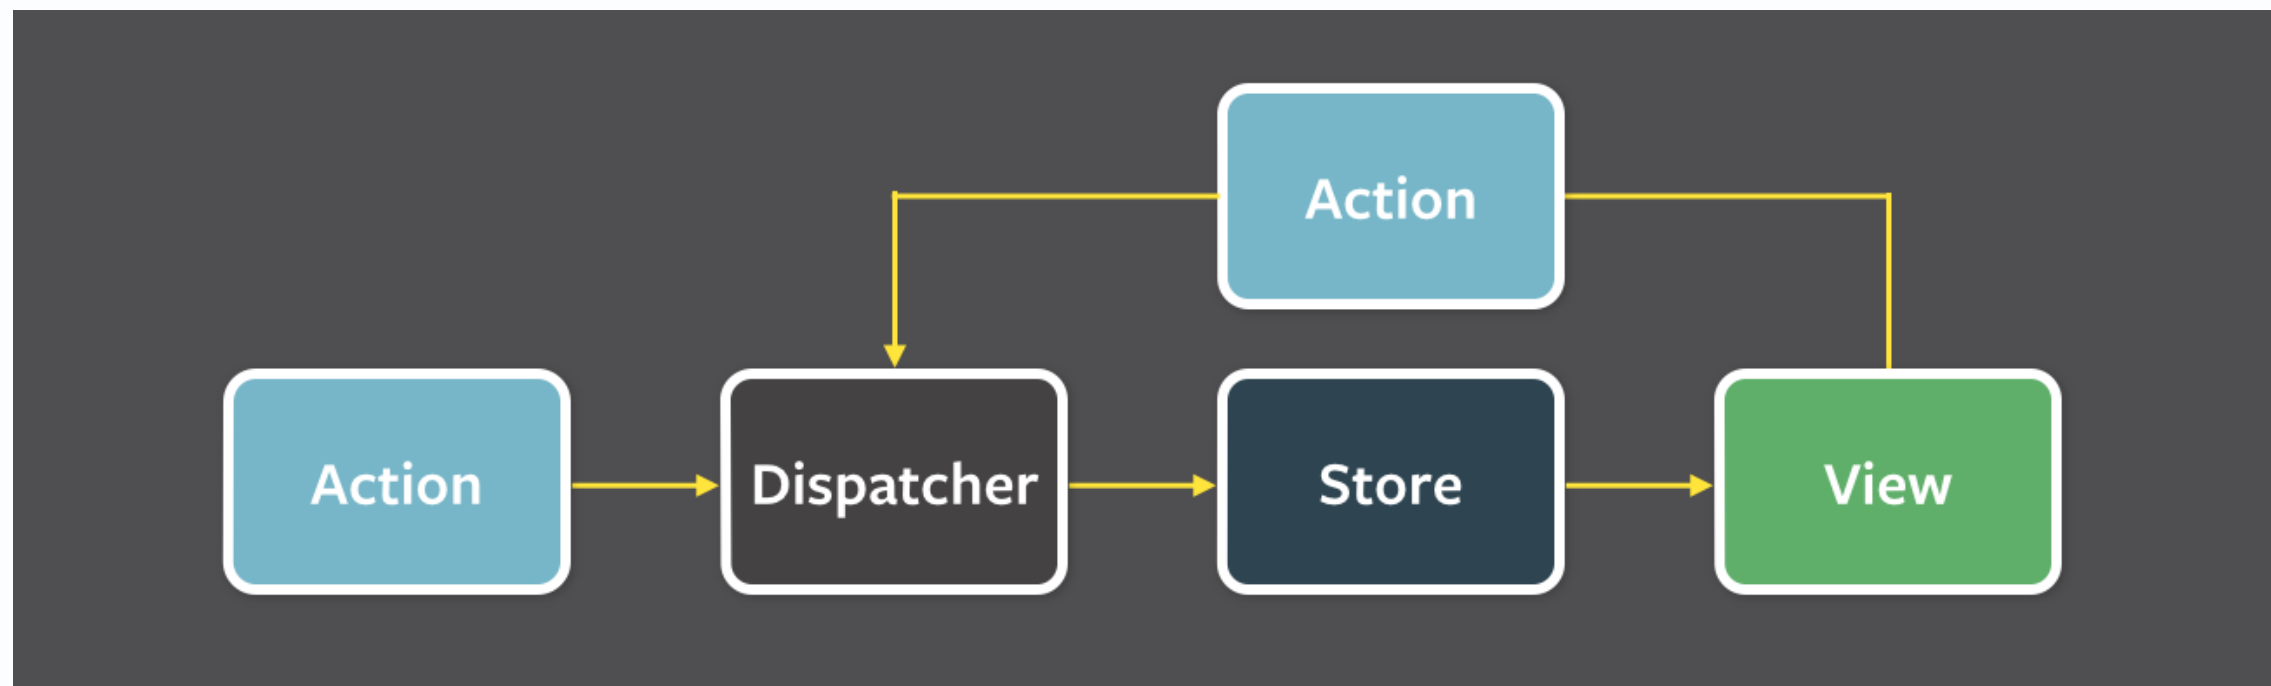 Action
Action
Dispatcher
Store
View